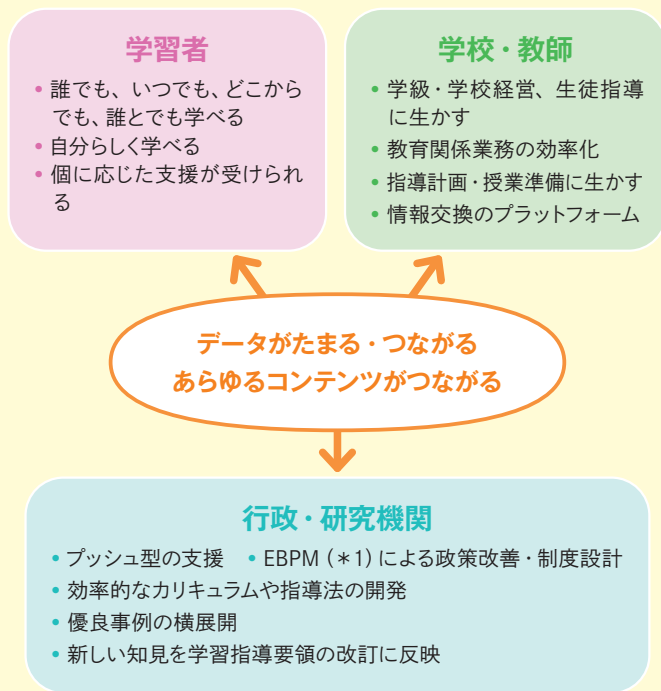 学習者
• 誰でも、いつでも、どこから
でも、誰とでも学べる
• 自分らしく学べる
• 個に応じた支援が受けられ
る
学校・教師
• 学級・学校経営、生徒指導
に生かす
• 教育関係業務の効率化
• 指導計画・授業準備に生かす
• 情報交換のプラットフォーム
データがたまる・つながる
あらゆるコンテンツがつながる
行政・研究機関
• プッシュ型の支援 • EBPM（＊1）による政策改善・制度設計
• 効率的なカリキュラムや指導法の開発
• 優良事例の横展開
• 新しい知見を学習指導要領の改訂に反映